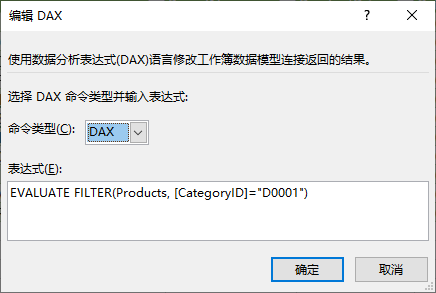 编辑 DAX
?
使用数据分析表达式(DAX)语言修改工作簿数据模型连接返回的结果。
选择 DAX 命令类型并输入表达式:
命令类型(C): DAX
表达式(E):
EVALUATE FILTER(Products, [CategoryID]="D0001")
确定 取消